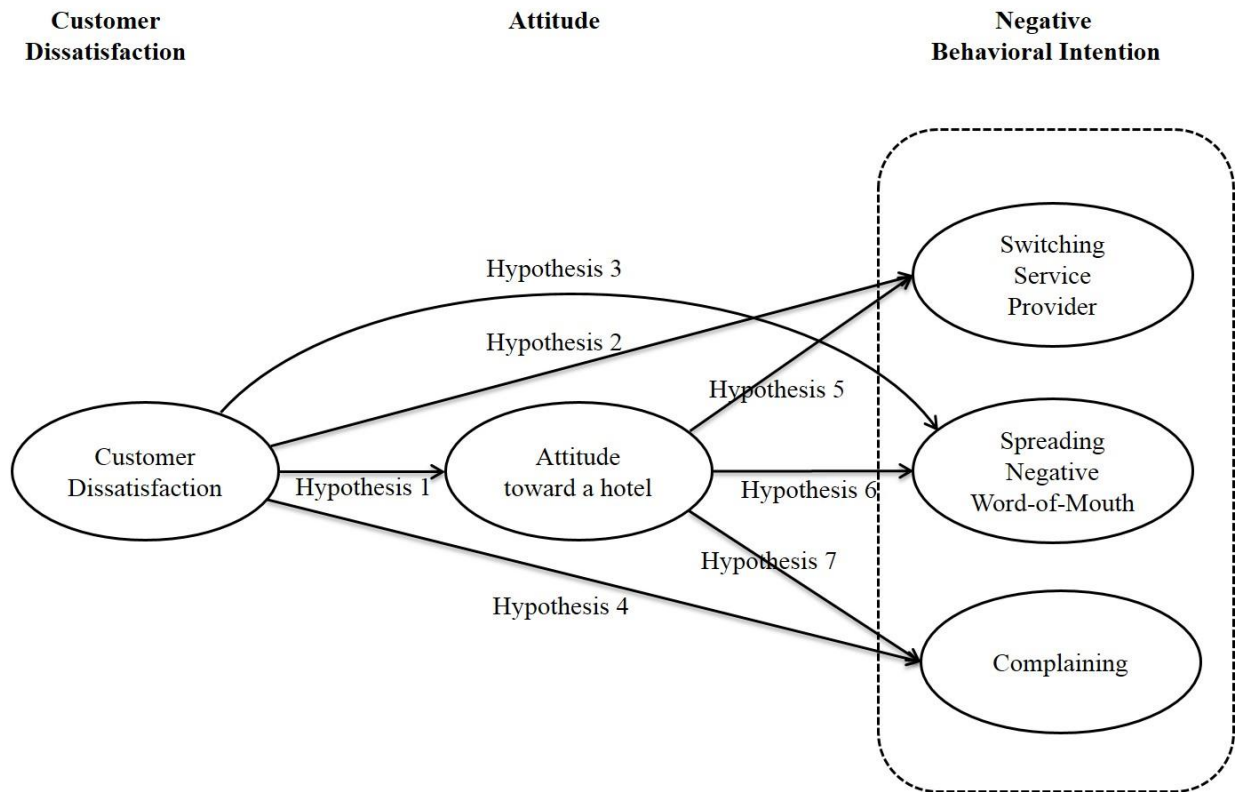 Customer
Dissatisfaction
Attitude
Negative
Behavioral Intention
Switching
Service
Provider
Hypothesis 3
Hypothesis 2
Hypothesis 5
Customer
Dissatisfaction
Hypothesis 1
Attitude
toward a hotel
Hypothesis 6
Spreading
Negative
Word-of-Mouth
Hypothesis 7
Hypothesis 4
Complaining